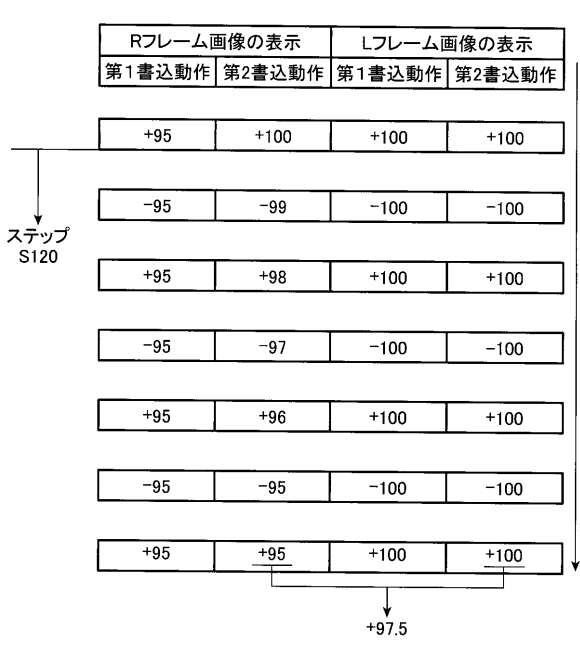 Rフレーム画像の表示 Lフレーム画像の表示
第1書込動作 第2書込動作 第1書込動作 第2書込動作
+95 +100 +100 +100
ステップ
S120
-95 -99 -100 -100
+95 +98 +100 +100
-95 -97 -100 -100
+95 +96 +100 +100
-95 -95 -100 -100
+95 +95 +100 +100
+97.5